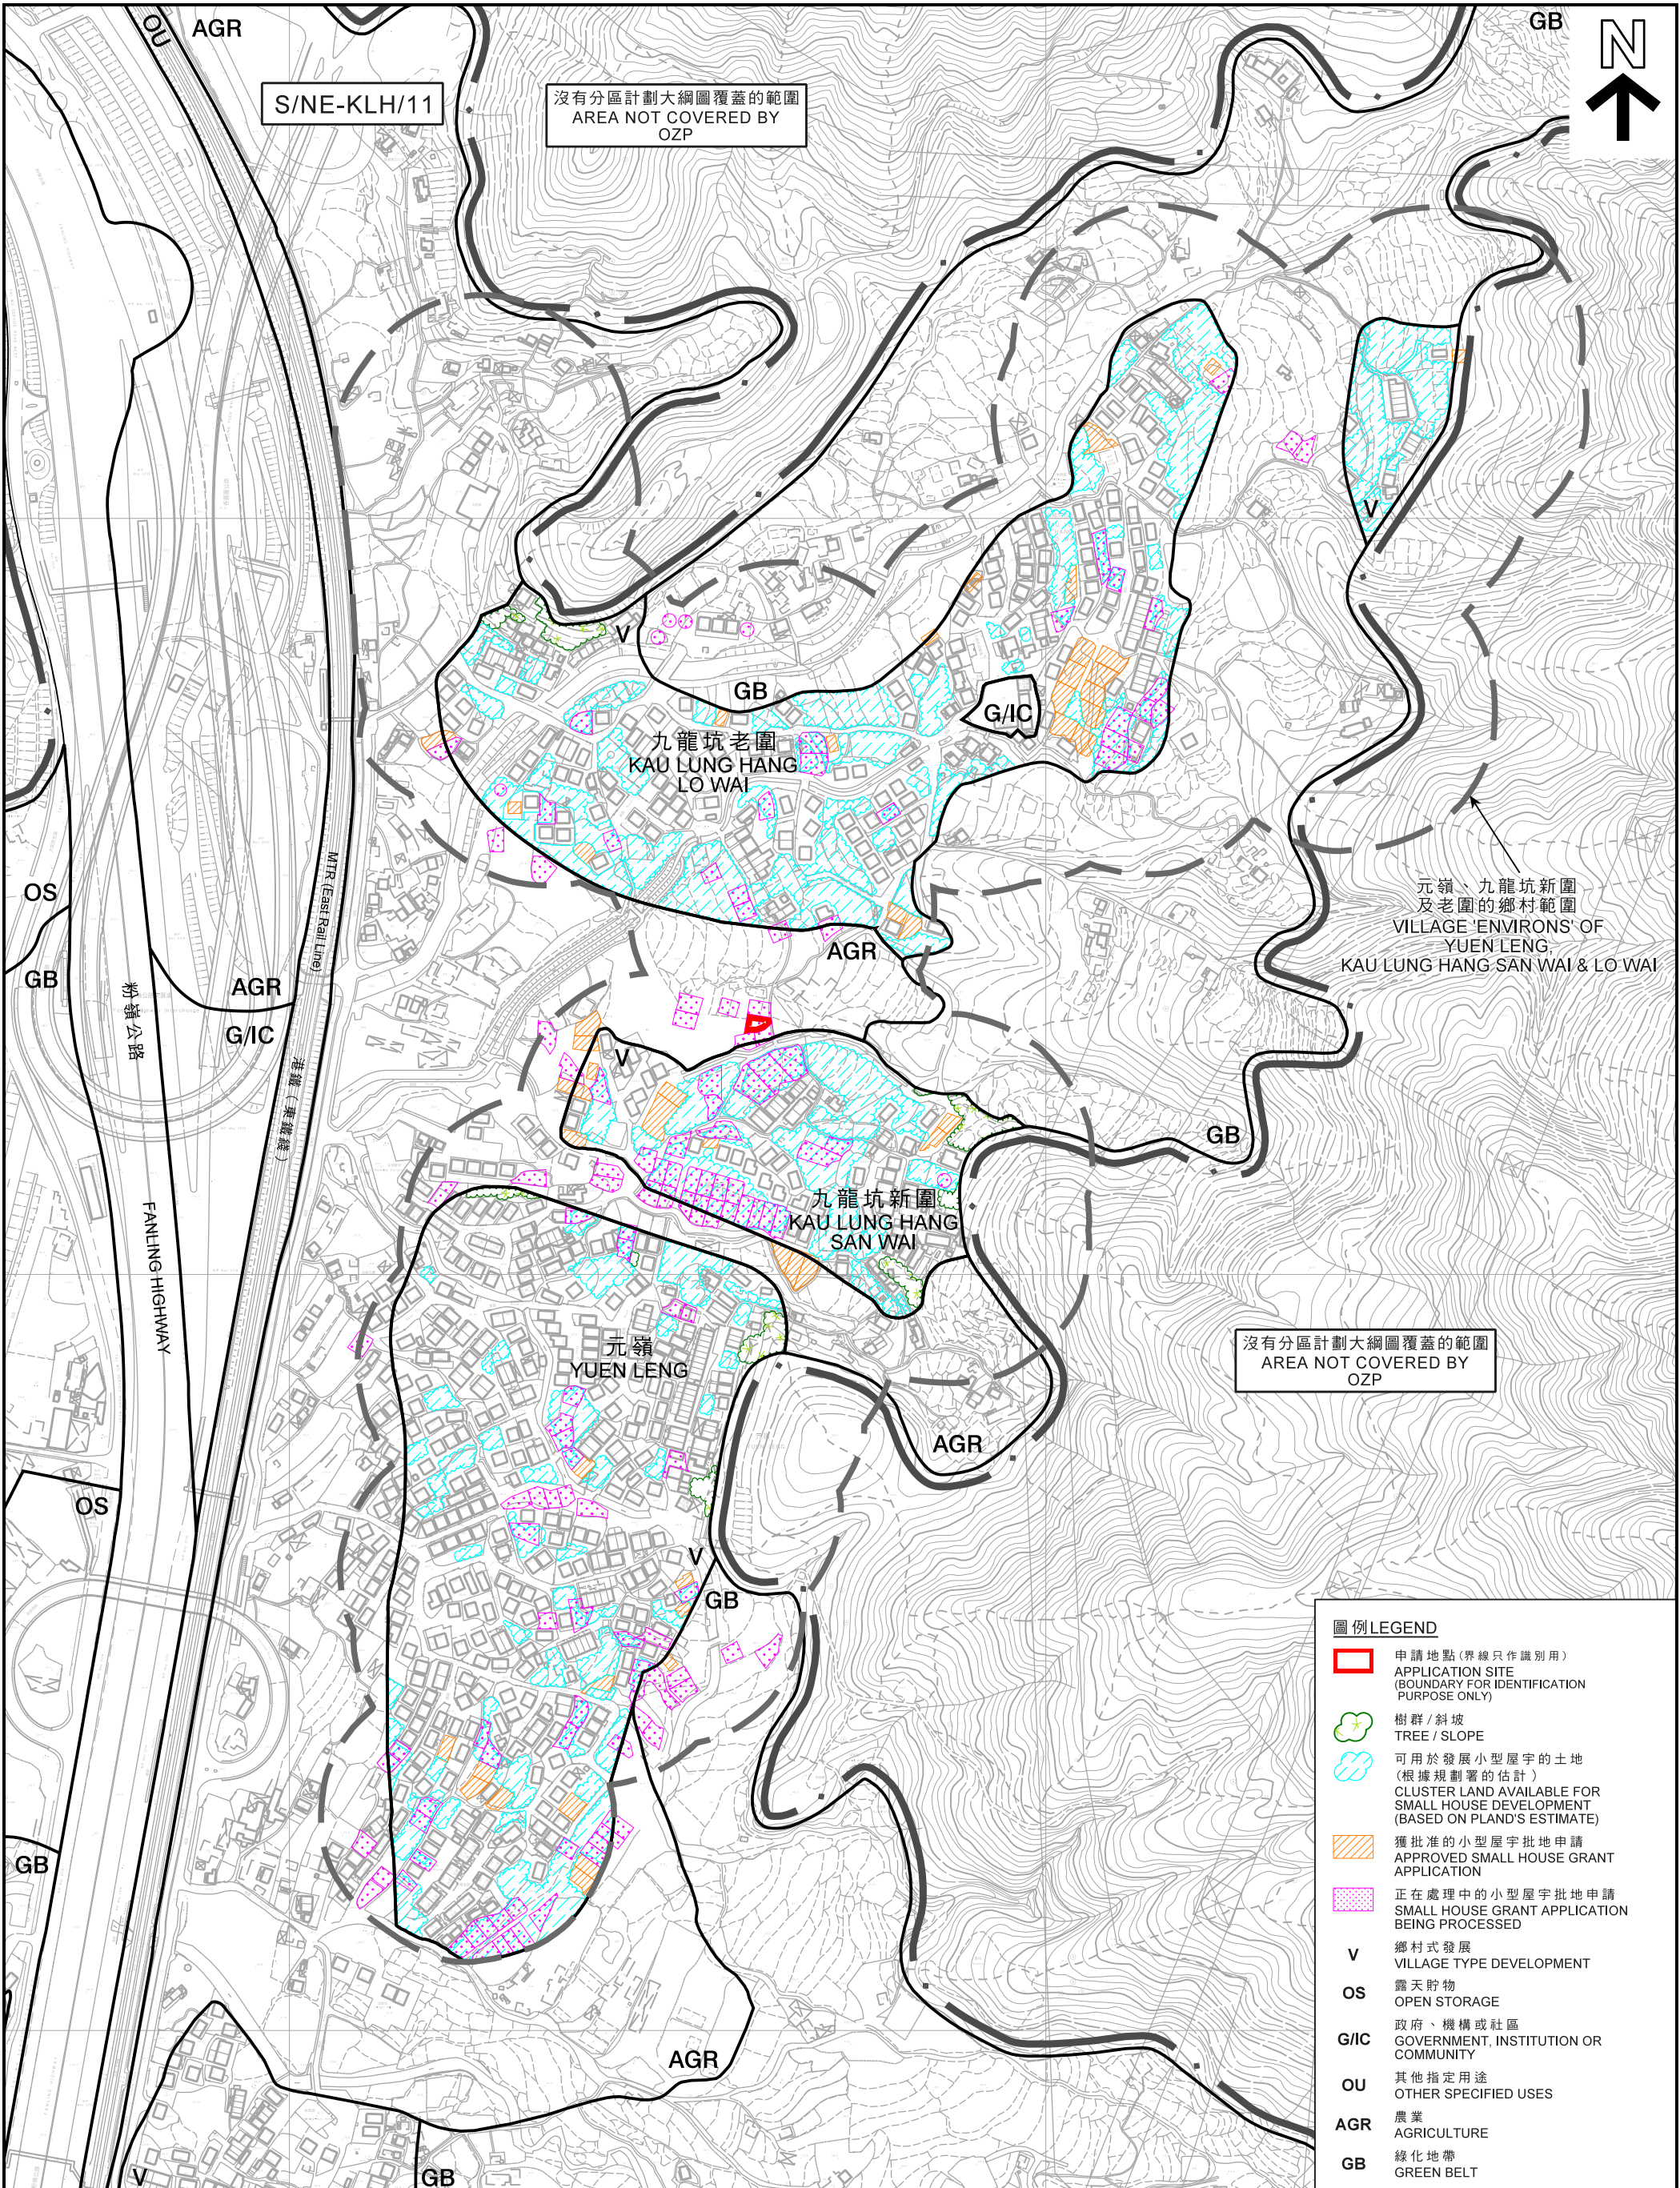 AGR
OU
GB
N
S/NE-KLH/11
沒有分區計劃大綱圖覆蓋的範圍
AREA NOT COVERED BY
OZP
V
V
GB
G/IC
九龍坑老圍
KAU LUNG HANG
LO WAI
MTR (East Rail Line)
OS
元嶺、九龍坑新圍
及老圍的鄉村範圍
VILLAGE 'ENVIRONS' OF
YUEN LENG,
KAU LUNG HANG SAN WAI & LO WAI
AGR
GB
AGR
粉嶺公路
G/IC
V
港鐵（東鐵綫）
GB
九龍坑新圍
KAU LUNG HANG
SAN WAI
FANLING HIGHWAY
元嶺
YUEN LENG
沒有分區計劃大綱圖覆蓋的範圍
AREA NOT COVERED BY
OZP
AGR
OS
V
GB
GB
AGR
V
GB
圖例LEGEND
申請地點(界線只作識別用)
APPLICATION SITE
(BOUNDARY FOR IDENTIFICATION
PURPOSE ONLY)
樹群/斜坡
TREE / SLOPE
可用於發展小型屋宇的土地
(根據規劃署的估計)
CLUSTER LAND AVAILABLE FOR
SMALL HOUSE DEVELOPMENT
(BASED ON PLAND'S ESTIMATE)
獲批准的小型屋宇批地申請
APPROVED SMALL HOUSE GRANT
APPLICATION
正在處理中的小型屋宇批地申請
SMALL HOUSE GRANT APPLICATION
BEING PROCESSED
V 鄉村式發展
VILLAGE TYPE DEVELOPMENT
OS 露天貯物
OPEN STORAGE
G/IC 政府、機構或社區
GOVERNMENT, INSTITUTION OR
COMMUNITY
OU 其他指定用途
OTHER SPECIFIED USES
AGR 農業
AGRICULTURE
GB 綠化地帶
GREEN BELT